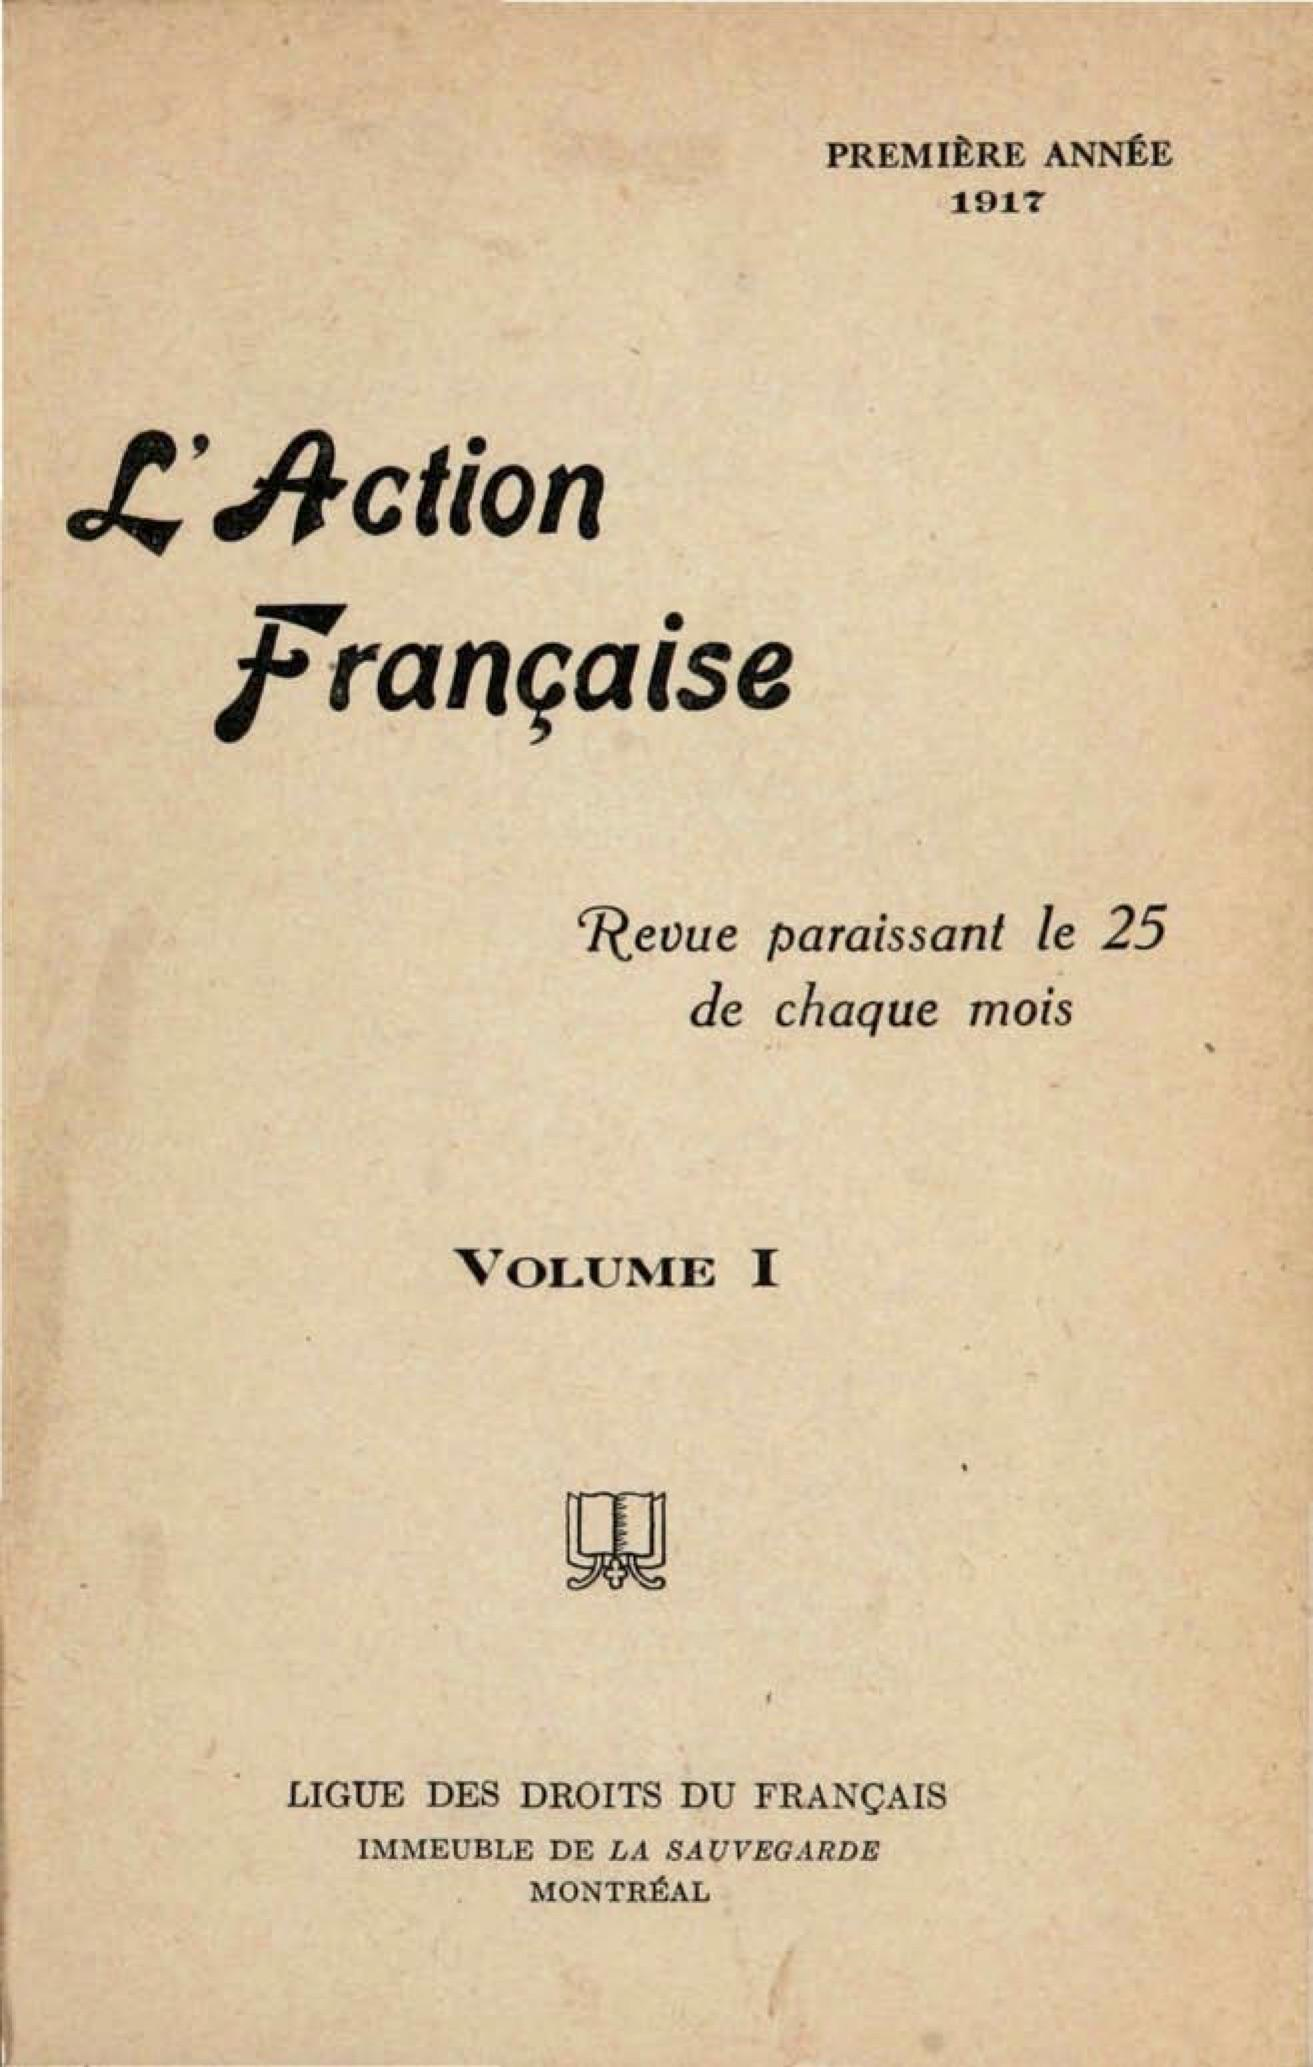 PREMIÈRE ANNÉE
1917
L'Action
Française
Revue paraissant le 25
de chaque mois
VOLUME I
LIGUE DES DROITS DU FRANÇAIS
IMMEUBLE DE LA SAUVEGARDE
MONTRÉAL